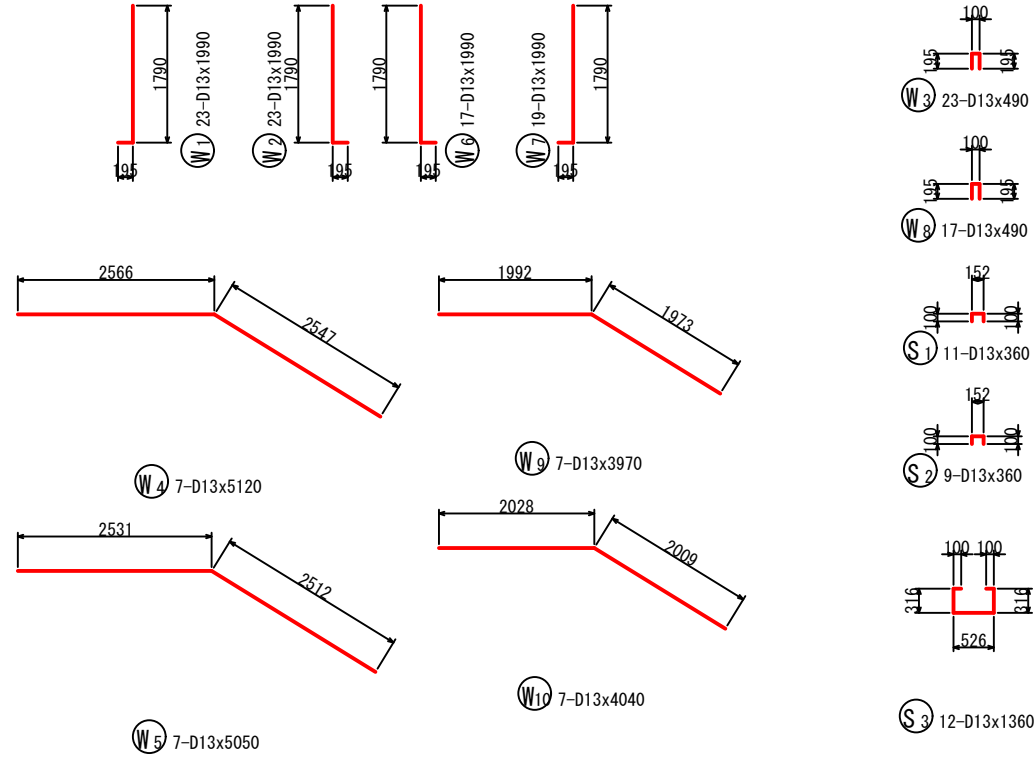 1790
195
W1 23-D13x1990
W2 23-D13x1990
1790
195
1790
195
W6 17-D13x1990
W7 19-D13x1990
1790
195
100
195
195
W3 23-D13x490
100
195
195
W8 17-D13x490
2566
2547
W4 7-D13x5120
1992
1973
W9 7-D13x3970
152
100
100
S1 11-D13x360
152
100
100
S2 9-D13x360
2531
2512
W5 7-D13x5050
2028
2009
W10 7-D13x4040
100 100
316
316
526
S3 12-D13x1360